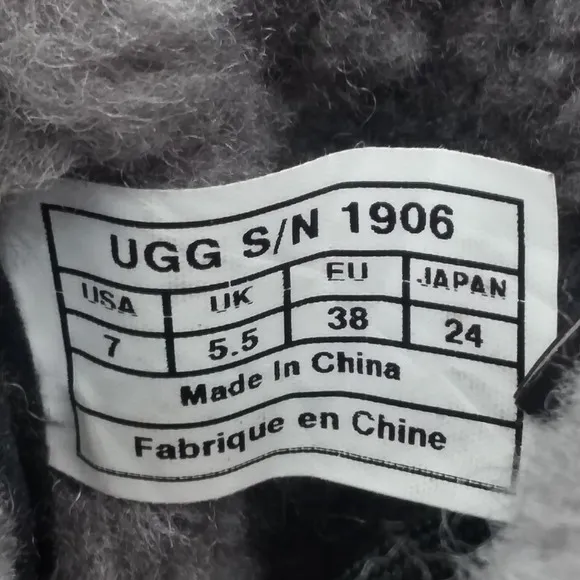 UGG S/N 1906
USA UK EU JAPAN
7 5.5 38 24
Made In China
Fabrique en Chine